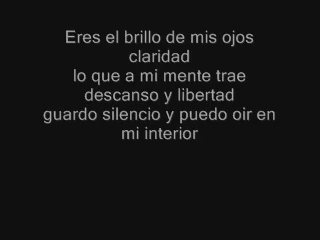 Eres el brillo de mis ojos
claridad
lo que a mi mente trae
descanso y libertad
guardo silencio y puedo oir en
mi interior